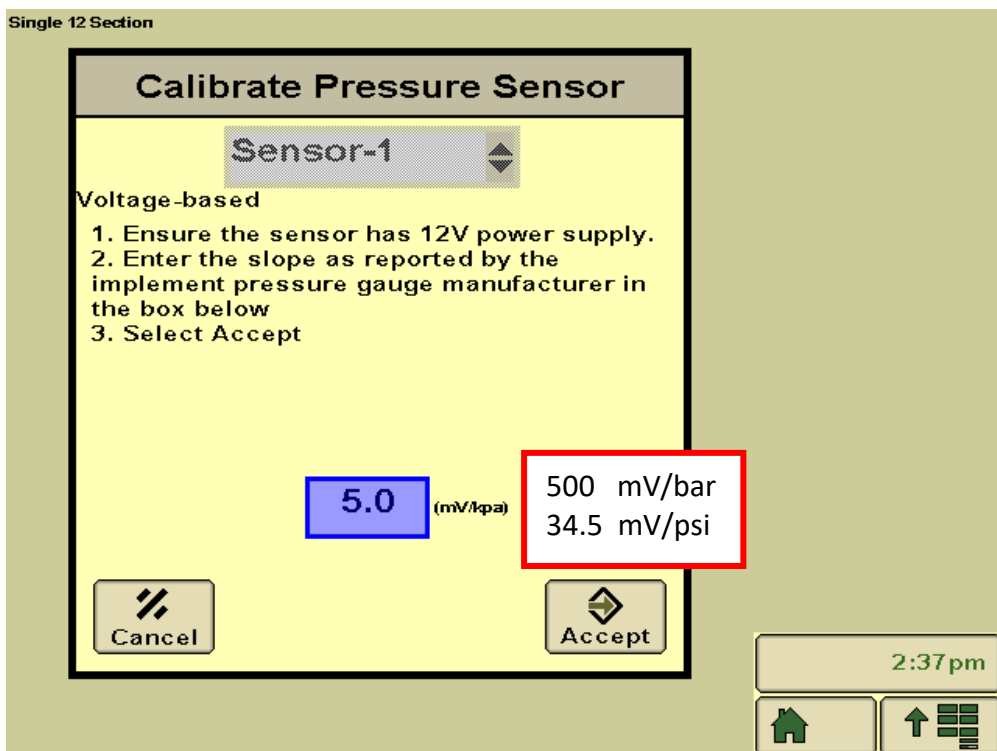 Single 12 Section
Calibrate Pressure Sensor
Sensor-1
Voltage-based
1. Ensure the sensor has 12V power supply.
2. Enter the slope as reported by the
implement pressure gauge manufacturer in
the box below
3. Select Accept
5.0 (mV/kpa)
500 mV/bar
34.5 mV/psi
Cancel
Accept
2:37pm